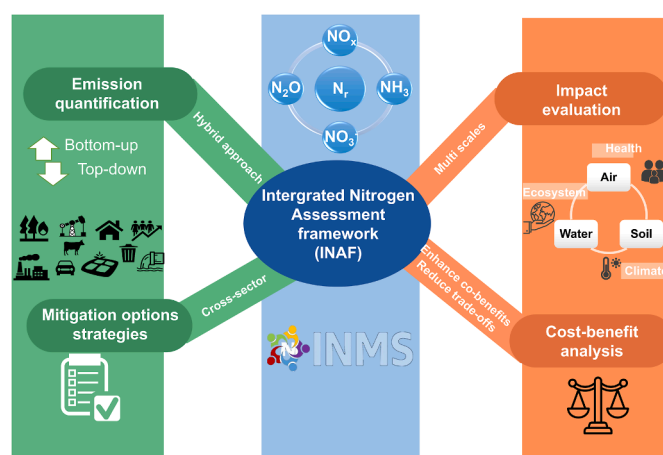 Emission
quantification
Bottom-up
Top-down
Mitigation options
strategies
Hybrid approach
Cross-sector
NOx
N2O
Nr
NH3
NO3-
Intergrated Nitrogen
Assessment
framework
(INAF)
INMS
Multi scales
Enhance co-benefits
Reduce trade-offs
Impact
evaluation
Health
Air
Ecosystem
Water
Soil
Climate
Cost-benefit
analysis